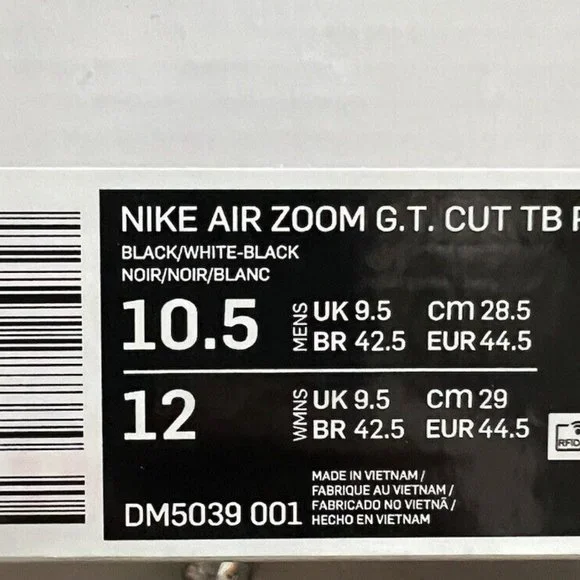 NIKE AIR ZOOM G.T. CUT TB
BLACK/WHITE-BLACK
NOIR/NOIR/BLANC
10.5 MENS UK 9.5 cm 28.5
BR 42.5 EUR 44.5
12 WMNS UK 9.5 cm 29
BR 42.5 EUR 44.5
RFID
DM5039 001
MADE IN VIETNAM /
FABRIQUE AU VIETNAM /
FABRICADO NO VIETNÃ /
HECHO EN VIETNAM